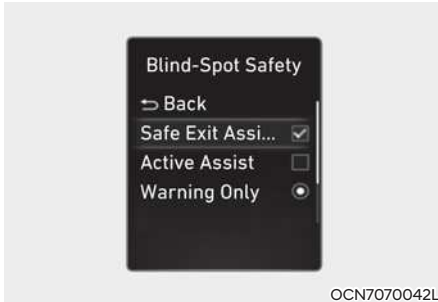 Blind-Spot Safety
Back
Safe Exit Assi...
Active Assist
Warning Only
OCN7070042L